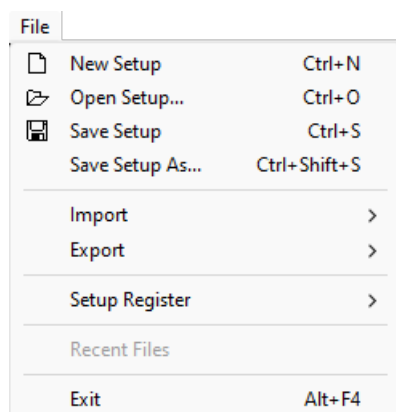 File
New Setup Ctrl+N
Open Setup... Ctrl+O
Save Setup Ctrl+S
Save Setup As... Ctrl+Shift+S
Import
Export
Setup Register
Recent Files
Exit Alt+F4